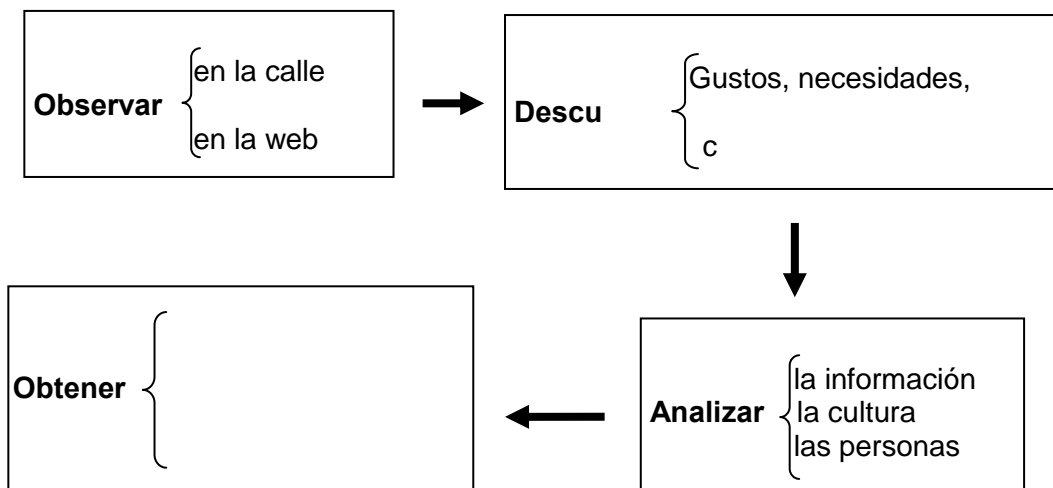 Observar
en la calle
en la web
Descu
Gustos, necesidades,
c
Analizar
la información
la cultura
las personas
Obtener